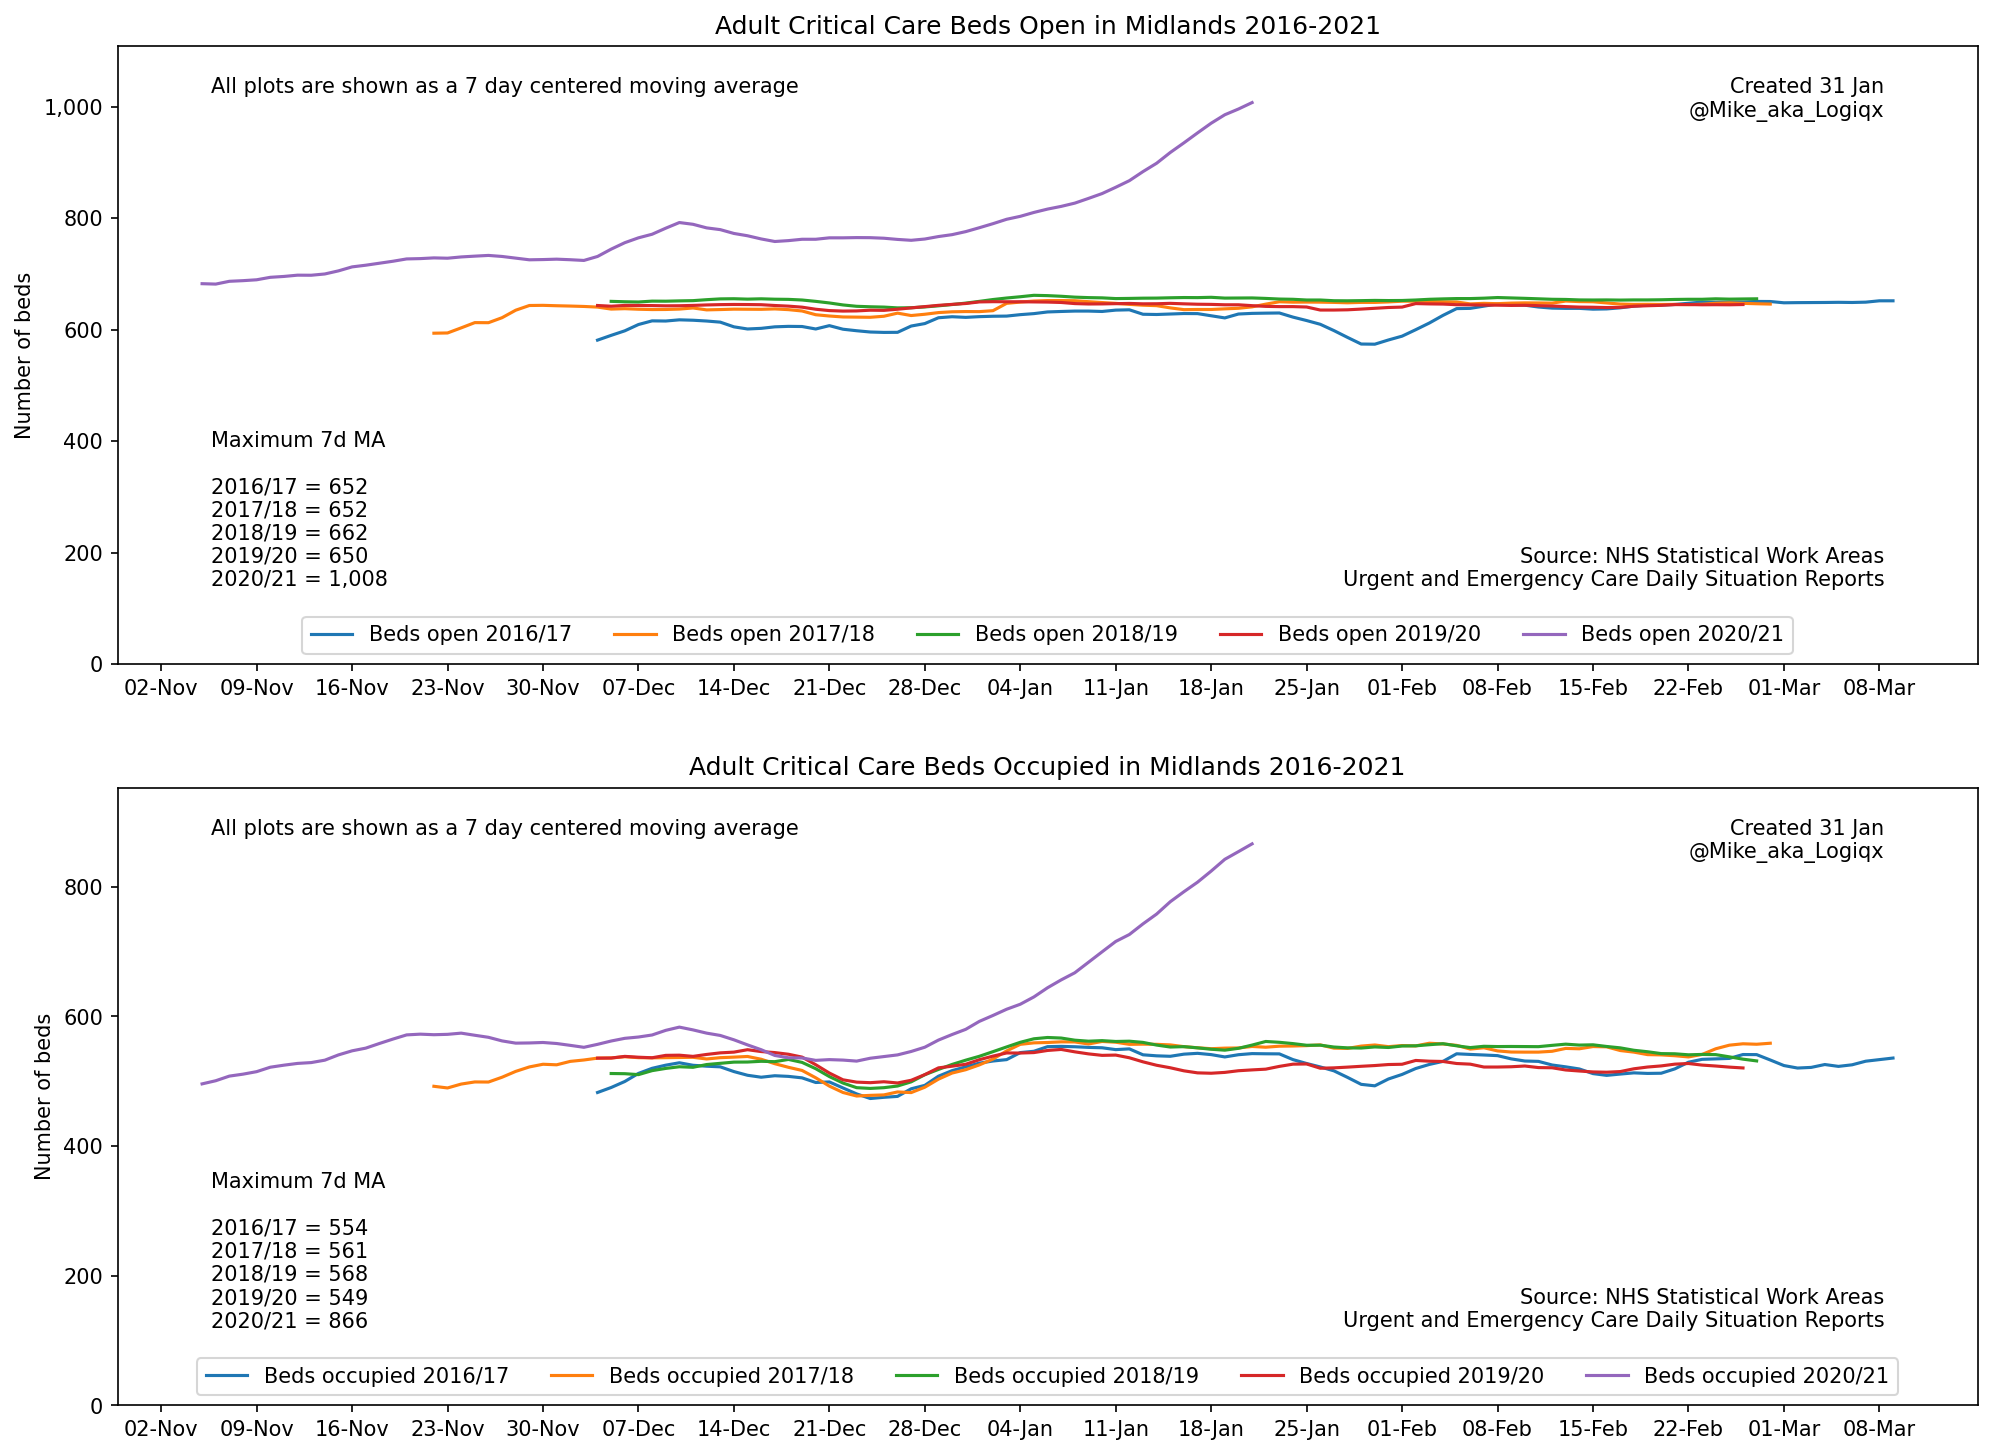 Adult Critical Care Beds Open in Midlands 2016-2021
All plots are shown as a 7 day centered moving average
Created 31 Jan
@Mike_aka_Logiqx
Number of beds
1,000
800
600
400
200
0
Maximum 7d MA
2016/17 = 652
2017/18 = 652
2018/19 = 662
2019/20 = 650
2020/21 = 1,008
Source: NHS Statistical Work Areas
Urgent and Emergency Care Daily Situation Reports
Beds open 2016/17 Beds open 2017/18 Beds open 2018/19 Beds open 2019/20 Beds open 2020/21
02-Nov 09-Nov 16-Nov 23-Nov 30-Nov 07-Dec 14-Dec 21-Dec 28-Dec 04-Jan 11-Jan 18-Jan 25-Jan 01-Feb 08-Feb 15-Feb 22-Feb 01-Mar 08-Mar
Adult Critical Care Beds Occupied in Midlands 2016-2021
All plots are shown as a 7 day centered moving average
Created 31 Jan
@Mike_aka_Logiqx
Number of beds
800
600
400
200
0
Maximum 7d MA
2016/17 = 554
2017/18 = 561
2018/19 = 568
2019/20 = 549
2020/21 = 866
Source: NHS Statistical Work Areas
Urgent and Emergency Care Daily Situation Reports
Beds occupied 2016/17 Beds occupied 2017/18 Beds occupied 2018/19 Beds occupied 2019/20 Beds occupied 2020/21
02-Nov 09-Nov 16-Nov 23-Nov 30-Nov 07-Dec 14-Dec 21-Dec 28-Dec 04-Jan 11-Jan 18-Jan 25-Jan 01-Feb 08-Feb 15-Feb 22-Feb 01-Mar 08-Mar